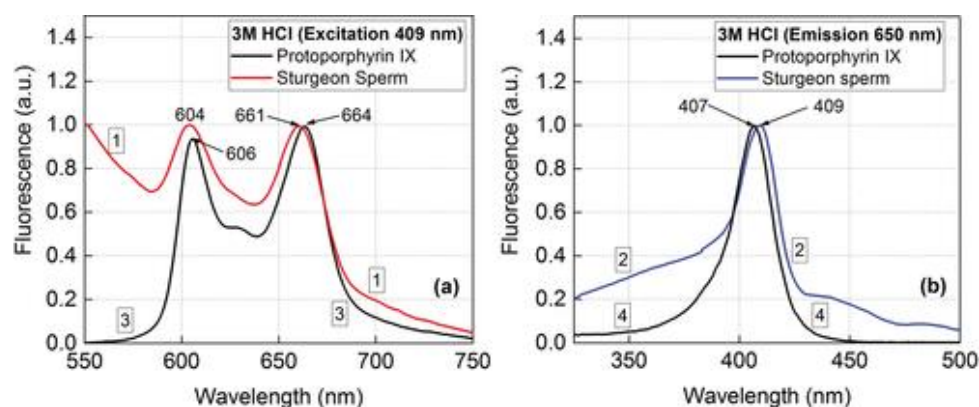 3M HCl (Excitation 409 nm)
Protoporphyrin IX
Sturgeon Sperm
604
661
664
606
1
1
3
3
(a)
1.4
1.2
1.0
0.8
0.6
0.4
0.2
0.0
550 600 650 700 750
Wavelength (nm)
Fluorescence (a.u.)
3M HCl (Emission 650 nm)
Protoporphyrin IX
Sturgeon sperm
407
409
2
2
4
4
(b)
1.4
1.2
1.0
0.8
0.6
0.4
0.2
0.0
350 400 450 500
Wavelength (nm)
Fluorescence (a.u.)